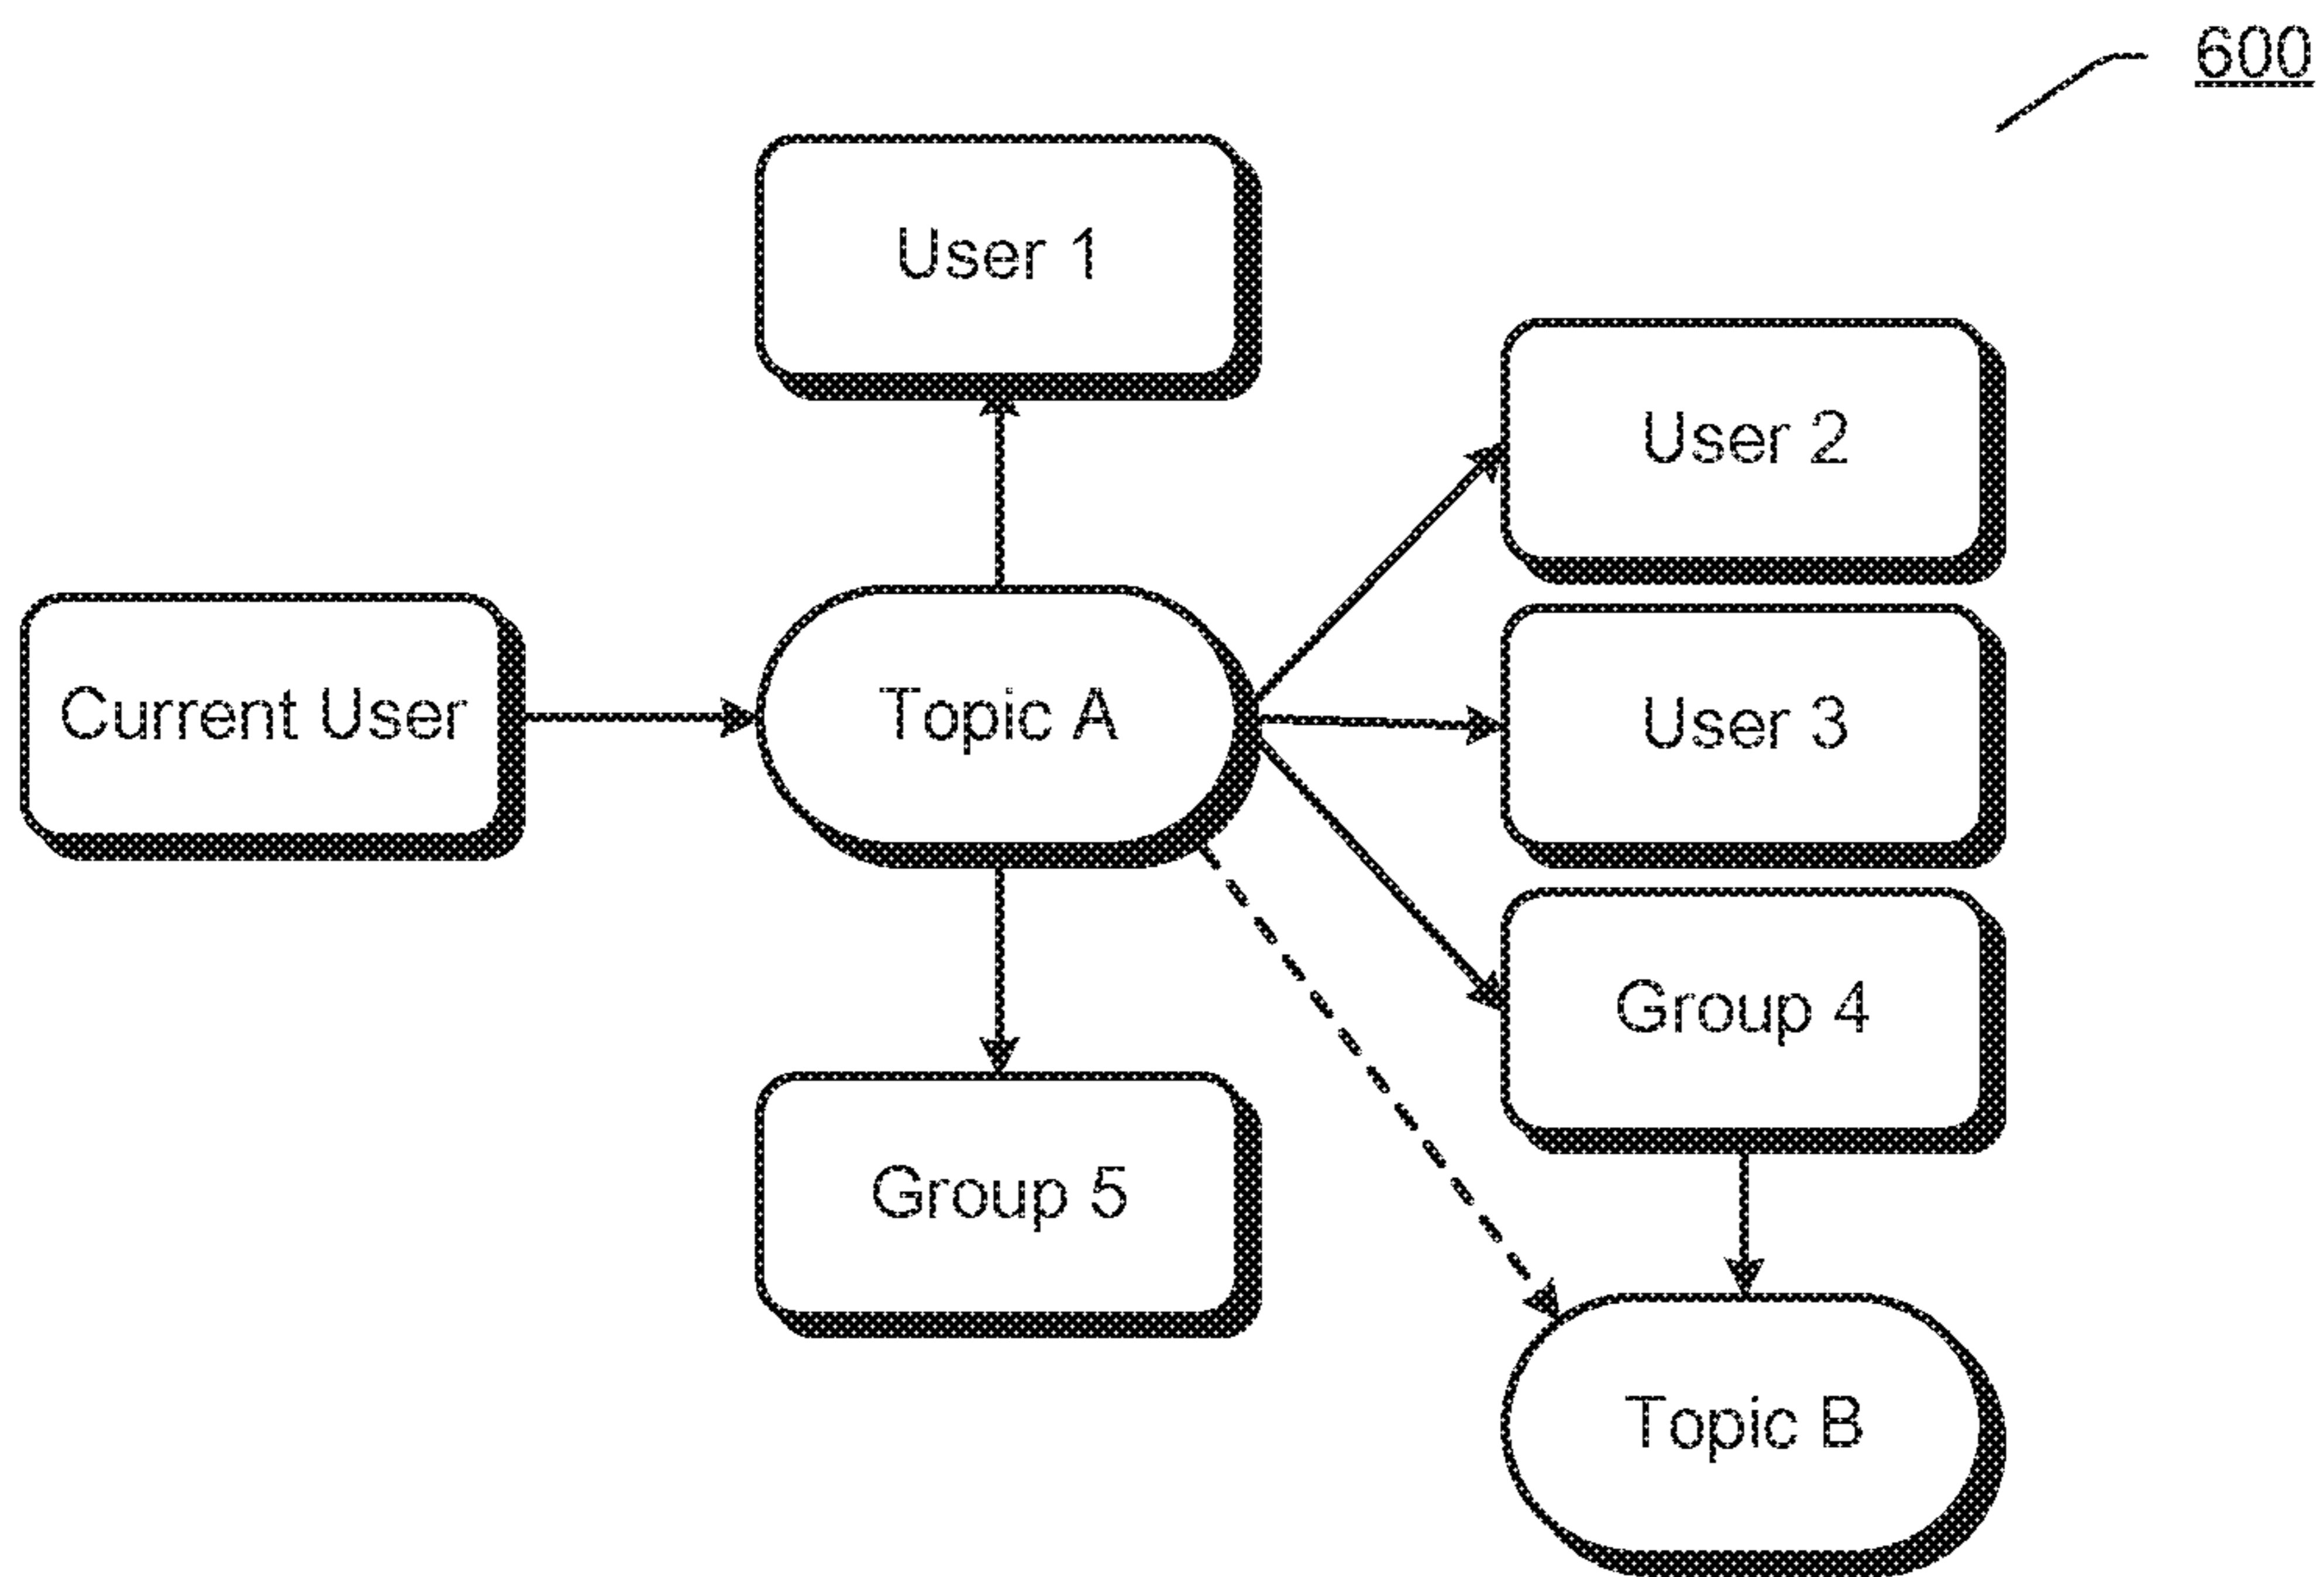 600
User 1
User 2
Current User
Topic A
User 3
Group 4
Group 5
Topic B